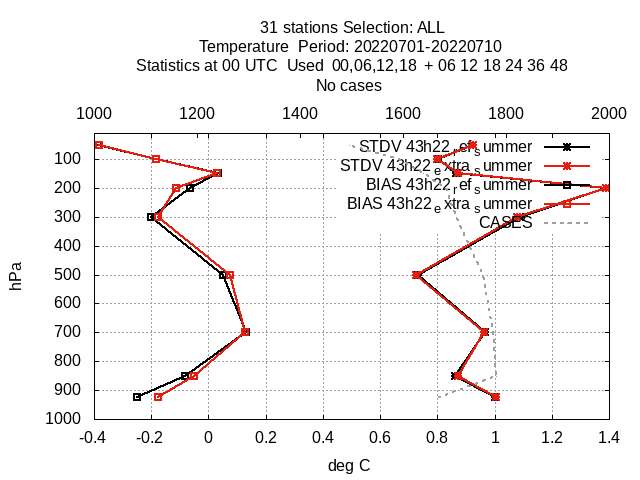 31 stations Selection: ALL
Temperature  Period: 20220701-20220710
Statistics at 00 UTC  Used  00,06,12,18  + 06 12 18 24 36 48
No cases
1000 1200 1400 1600 1800 2000
STDV 43h22_ref_summer
STDV 43h22_extra_summer
BIAS 43h22_ref_summer
BIAS 43h22_extra_summer
CASES
100
200
300
400
500
600
700
800
900
1000
hPa
-0.4 -0.2 0 0.2 0.4 0.6 0.8 1 1.2 1.4
deg C